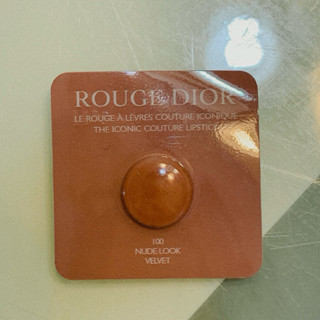 ROUGE DIOR
LE ROUGE À LÈVRES COUTURE ICONIQUE
THE ICONIC COUTURE LIPSTICK
100
NUDE LOOK
VELVET